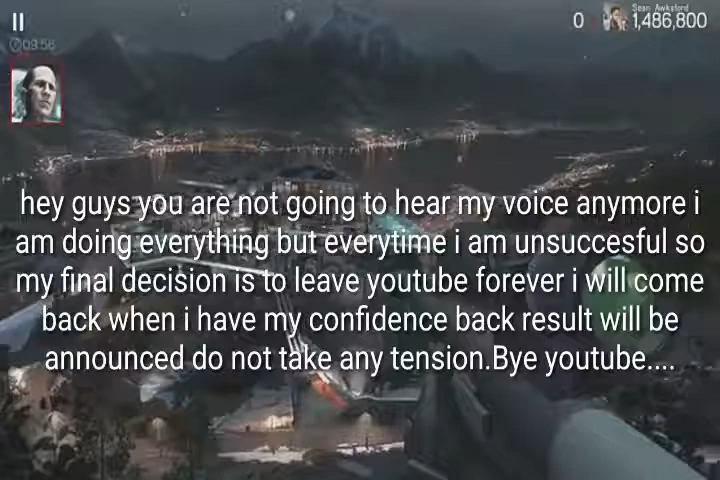 Sean Awksford
0 1,486,800
03:56
hey guys you are not going to hear my voice anymore i
am doing everything but everytime i am unsuccesful so
my final decision is to leave youtube forever i will come
back when i have my confidence back result will be
announced do not take any tension.Bye youtube....